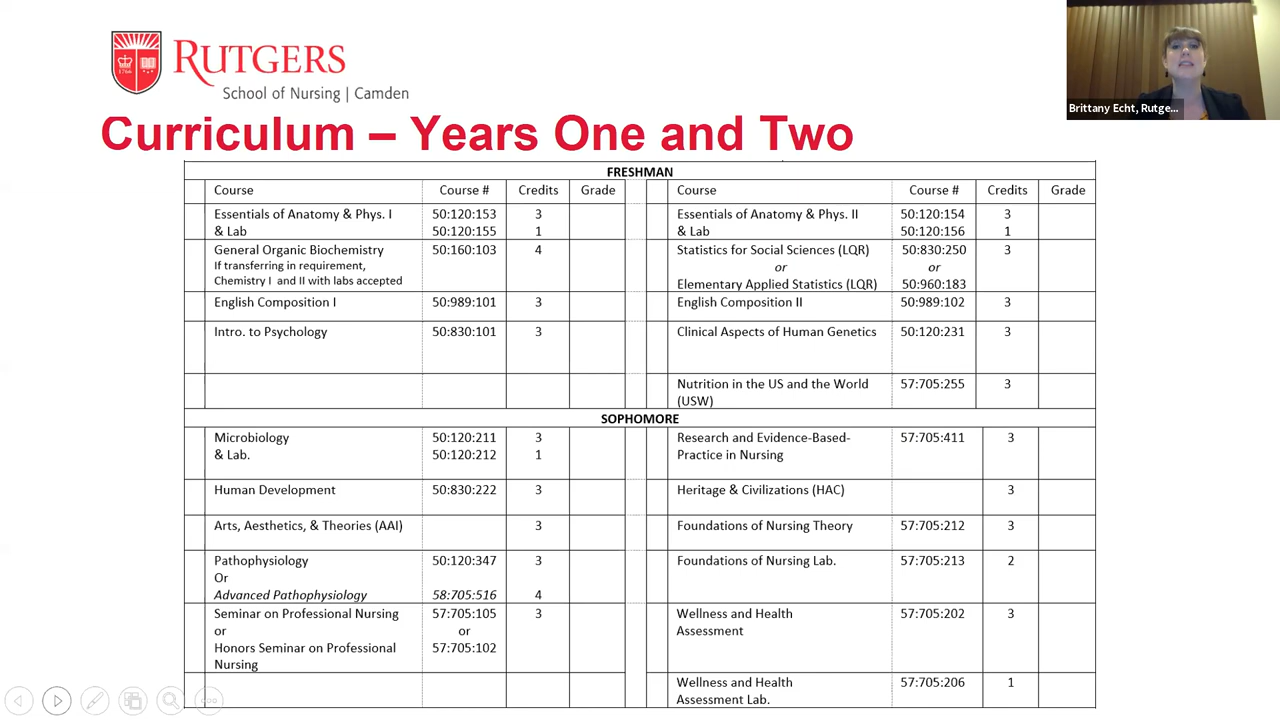 RUTGERS
School of Nursing | Camden
1766
Brittany Echt, Rutge...
Curriculum – Years One and Two
FRESHMAN
Course Course # Credits Grade Course Course # Credits Grade
Essentials of Anatomy & Phys. I 50:120:153 3 Essentials of Anatomy & Phys. II 50:120:154 3
& Lab 50:120:155 1 & Lab 50:120:156 1
General Organic Biochemistry 50:160:103 4 Statistics for Social Sciences (LQR) 50:830:250 3
If transferring in requirement, or or
Chemistry I and II with labs accepted Elementary Applied Statistics (LQR) 50:960:183
English Composition I 50:989:101 3 English Composition II 50:989:102 3
Intro. to Psychology 50:830:101 3 Clinical Aspects of Human Genetics 50:120:231 3
Nutrition in the US and the World 57:705:255 3
(USW)
SOPHOMORE
Microbiology 50:120:211 3 Research and Evidence-Based- 57:705:411 3
& Lab. 50:120:212 1 Practice in Nursing
Human Development 50:830:222 3 Heritage & Civilizations (HAC) 3
Arts, Aesthetics, & Theories (AAI) 3 Foundations of Nursing Theory 57:705:212 3
Pathophysiology 50:120:347 3 Foundations of Nursing Lab. 57:705:213 2
Or
Advanced Pathophysiology 58:705:516 4
Seminar on Professional Nursing 57:705:105 3 Wellness and Health 57:705:202 3
or or Assessment
Honors Seminar on Professional 57:705:102
Nursing
Wellness and Health 57:705:206 1
Assessment Lab.